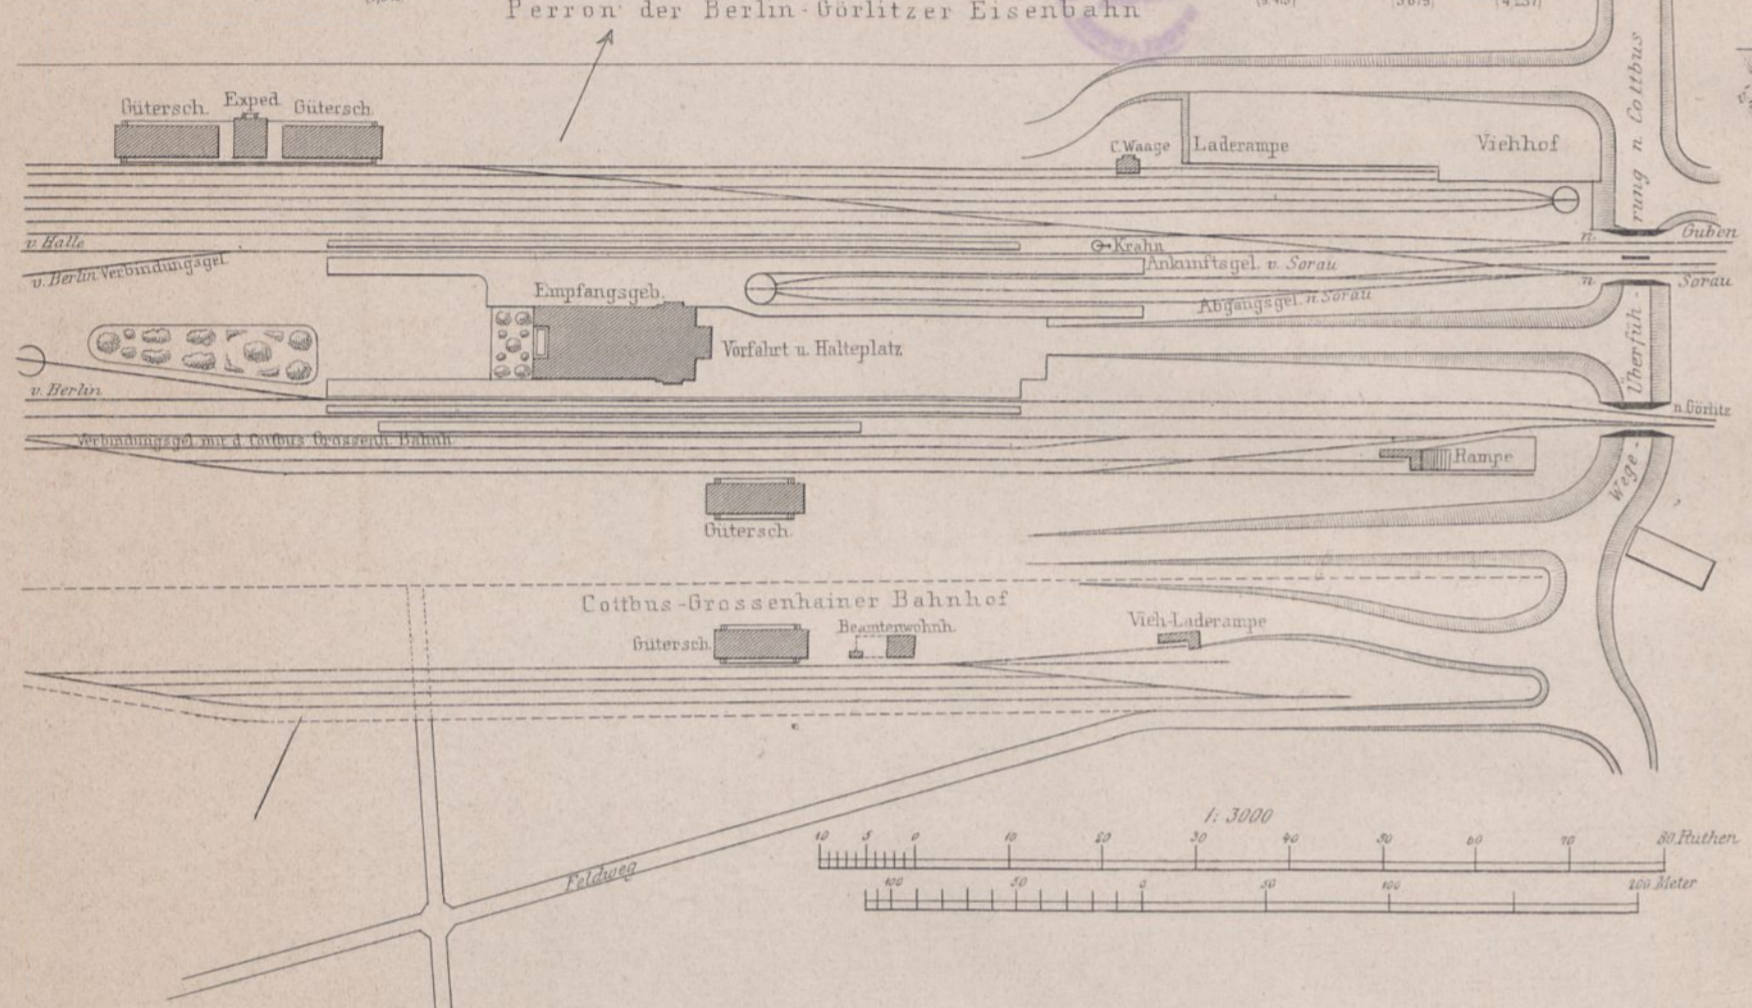 Perron der Berlin-Görlitzer Eisenbahn
Gütersch.
Exped
Gütersch.
C.Waage
Laderampe
Viehhof
Wege-Überführung n Cottbus
v. Halle
v. Berlin Verbindungsgel.
Krahn
n. Guben
Ankunftsgel. v. Sorau
n. Sorau
Abgangsgel. n Sorau
Empfangsgeb.
Vorfahrt u. Halteplatz
v. Berlin
n Görlitz
Verbindungsgel. mit d. Cottbus Grossenh. Bahnh.
Rampe
Gütersch.
Cottbus-Grossenhainer Bahnhof
Gütersch.
Beamtenwohnh.
Vieh-Laderampe
Feldweg
1: 3000
10 5 0 10 20 30 40 50 60 70 80 Ruthen
100 50 0 50 100 200 Meter